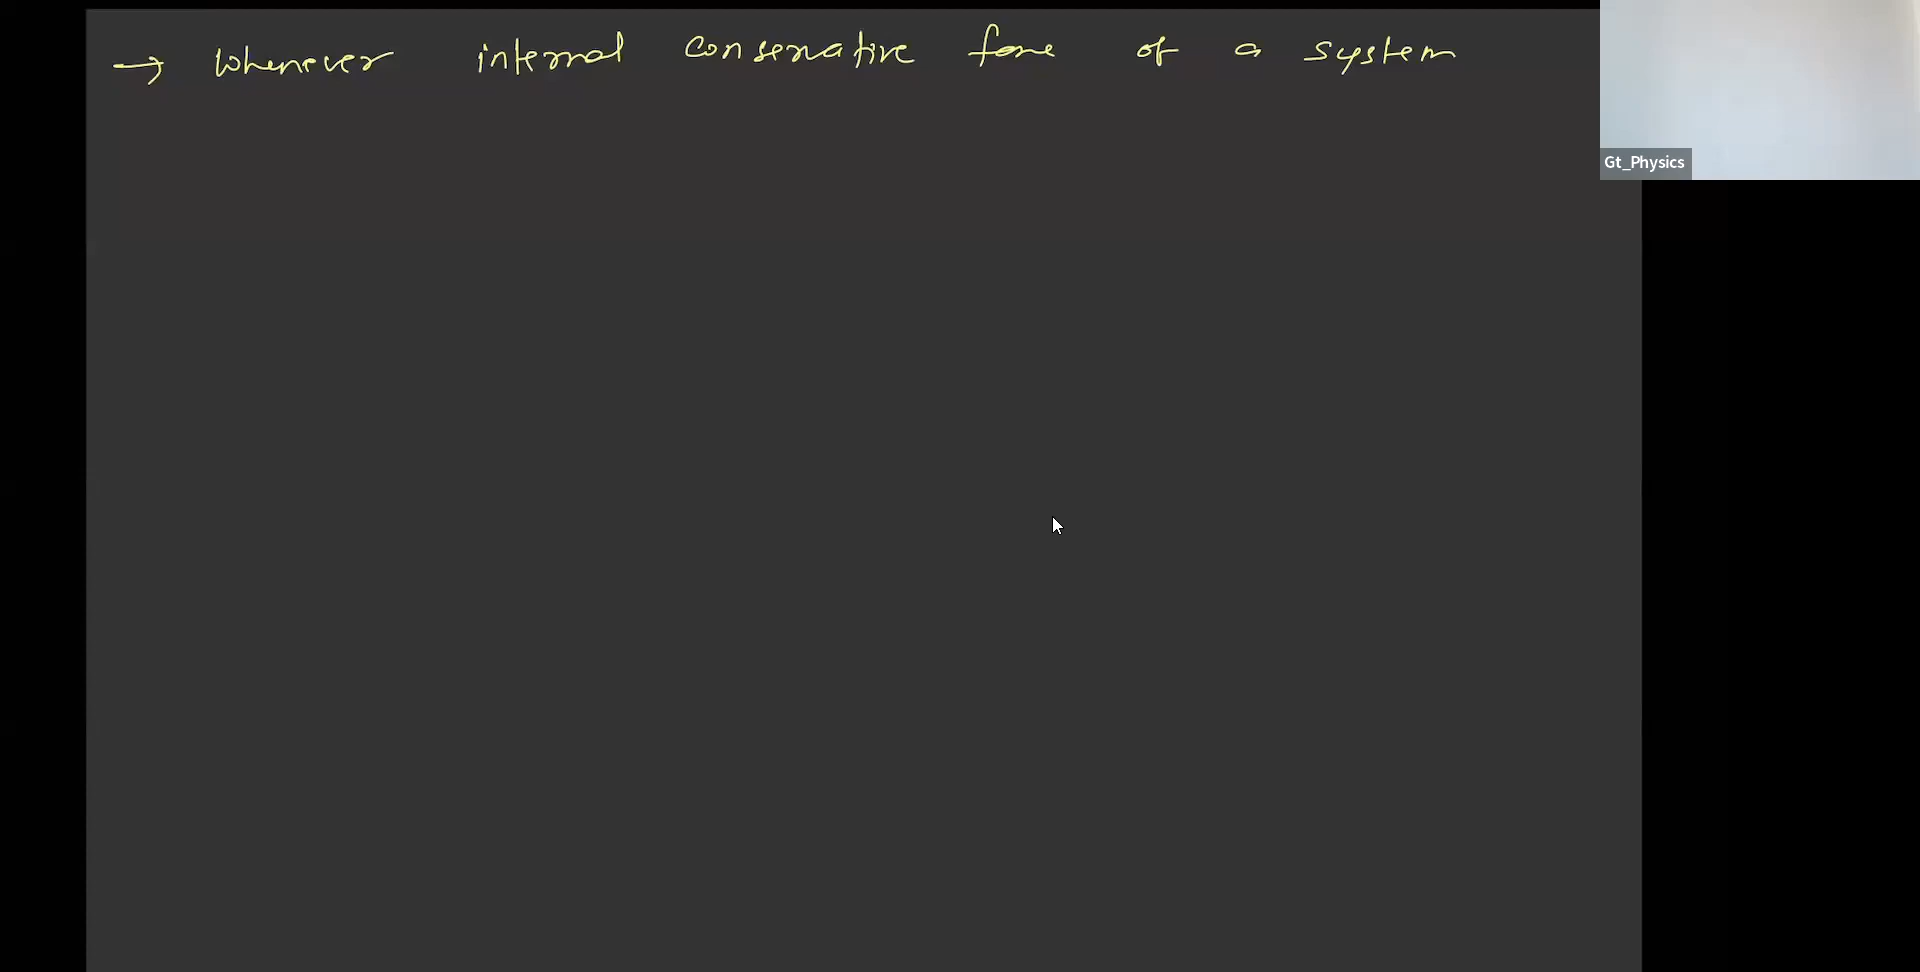 → Whenever internal conservative force of a system
Gt_Physics